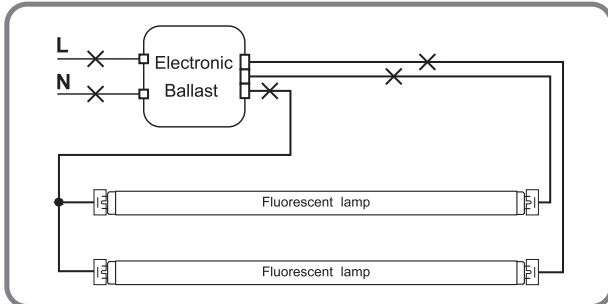 L
N
Electronic
Ballast
Fluorescent lamp
Fluorescent lamp